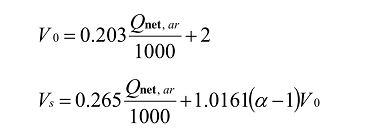 V₀ = 0.203 Qnet, ar / 1000 + 2
Vₛ = 0.265 Qnet, ar / 1000 + 1.0161(α − 1)V₀